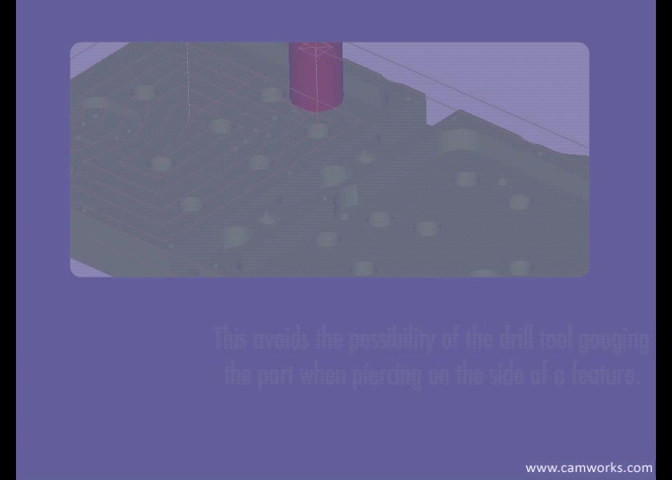 This avoids the possibility of the drill tool gouging
the part when piercing on the side of a feature.
www.camworks.com